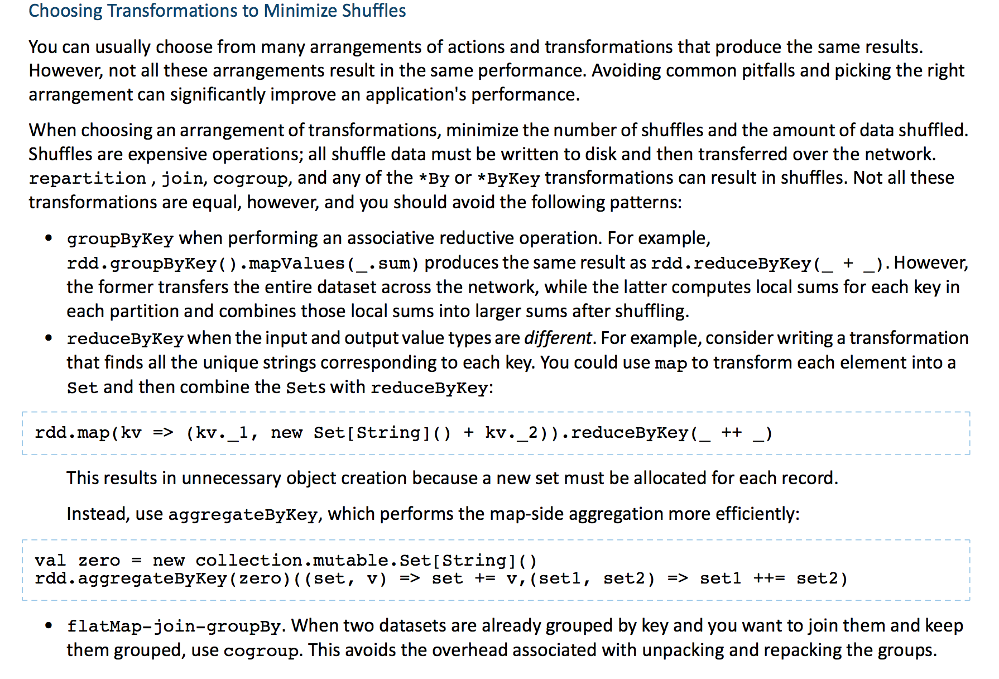 Choosing Transformations to Minimize Shuffles
You can usually choose from many arrangements of actions and transformations that produce the same results.
However, not all these arrangements result in the same performance. Avoiding common pitfalls and picking the right
arrangement can significantly improve an application's performance.
When choosing an arrangement of transformations, minimize the number of shuffles and the amount of data shuffled.
Shuffles are expensive operations; all shuffle data must be written to disk and then transferred over the network.
repartition , join, cogroup, and any of the *By or *ByKey transformations can result in shuffles. Not all these
transformations are equal, however, and you should avoid the following patterns:
• groupByKey when performing an associative reductive operation. For example,
rdd.groupByKey().mapValues(_.sum) produces the same result as rdd.reduceByKey(_ + _). However,
the former transfers the entire dataset across the network, while the latter computes local sums for each key in
each partition and combines those local sums into larger sums after shuffling.
• reduceByKey when the input and output value types are different. For example, consider writing a transformation
that finds all the unique strings corresponding to each key. You could use map to transform each element into a
Set and then combine the Sets with reduceByKey:
rdd.map(kv => (kv._1, new Set[String]() + kv._2)).reduceByKey(_ ++ _)
This results in unnecessary object creation because a new set must be allocated for each record.
Instead, use aggregateByKey, which performs the map-side aggregation more efficiently:
val zero = new collection.mutable.Set[String]()
rdd.aggregateByKey(zero)((set, v) => set += v,(set1, set2) => set1 ++= set2)
• flatMap-join-groupBy. When two datasets are already grouped by key and you want to join them and keep
them grouped, use cogroup. This avoids the overhead associated with unpacking and repacking the groups.